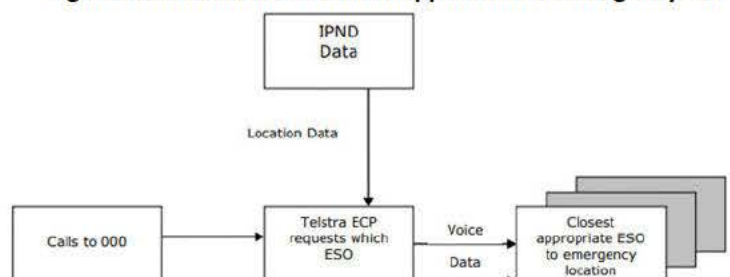 IPND
Data
Location Data
Calls to 000
Telstra ECP
requests which
ESO
Voice
Data
Closest
appropriate ESO
to emergency
location